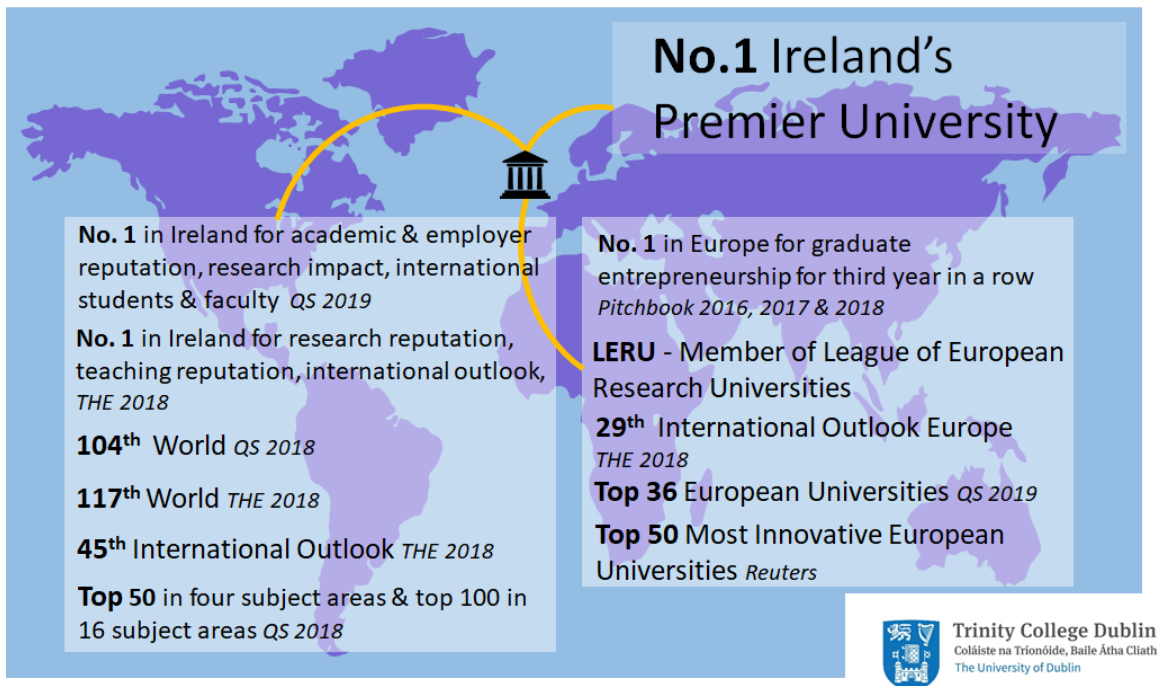 No.1 Ireland's
Premier University
No. 1 in Ireland for academic & employer
reputation, research impact, international
students & faculty QS 2019
No. 1 in Ireland for research reputation,
teaching reputation, international outlook,
THE 2018
104th World QS 2018
117th World THE 2018
45th International Outlook THE 2018
Top 50 in four subject areas & top 100 in
16 subject areas QS 2018
No. 1 in Europe for graduate
entrepreneurship for third year in a row
Pitchbook 2016, 2017 & 2018
LERU - Member of League of European
Research Universities
29th International Outlook Europe
THE 2018
Top 36 European Universities QS 2019
Top 50 Most Innovative European
Universities Reuters
Trinity College Dublin
Coláiste na Tríonóide, Baile Átha Cliath
The University of Dublin